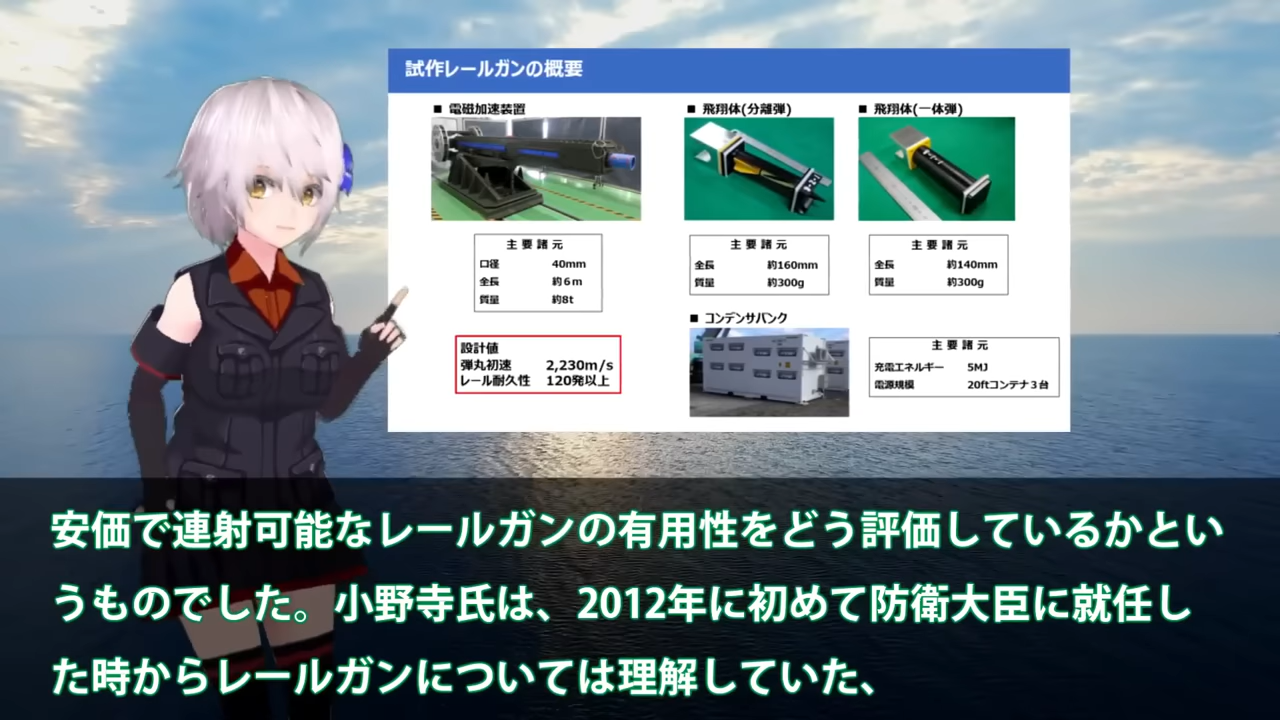 試作レールガンの概要
■ 電磁加速装置
主要諸元
口径 40mm
全長 約6m
質量 約8t
設計値
弾丸初速 2,230m/s
レール耐久性 120発以上
■ 飛翔体(分離弾)
主要諸元
全長 約160mm
質量 約300g
■ 飛翔体(一体弾)
主要諸元
全長 約140mm
質量 約300g
■ コンデンサバンク
主要諸元
充電エネルギー 5MJ
電源規模 20ftコンテナ3台
安価で連射可能なレールガンの有用性をどう評価しているかとい
うものでした。小野寺氏は、2012年に初めて防衛大臣に就任し
た時からレールガンについては理解していた、